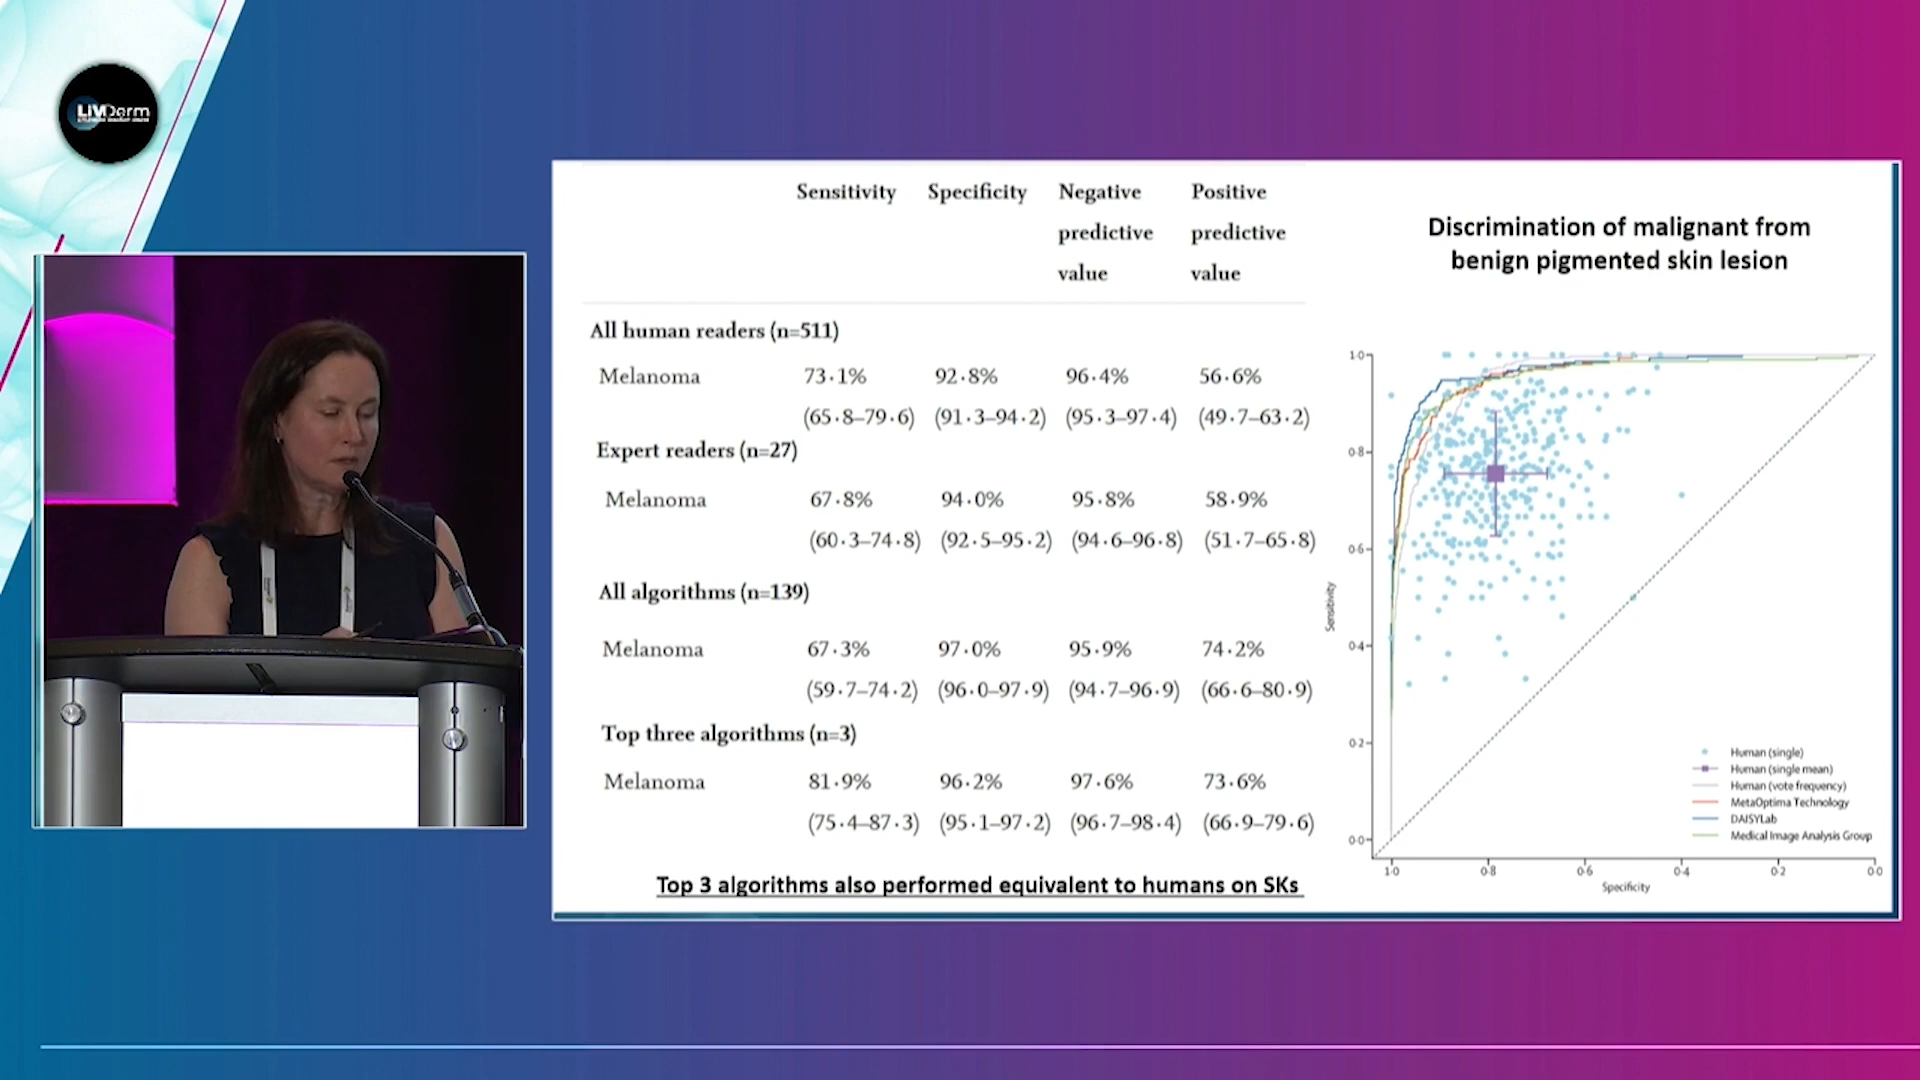 LIVDerm
Sensitivity Specificity Negative predictive value Positive predictive value
All human readers (n=511)
Melanoma 73·1% 92·8% 96·4% 56·6%
(65·8–79·6) (91·3–94·2) (95·3–97·4) (49·7–63·2)
Expert readers (n=27)
Melanoma 67·8% 94·0% 95·8% 58·9%
(60·3–74·8) (92·5–95·2) (94·6–96·8) (51·7–65·8)
All algorithms (n=139)
Melanoma 67·3% 97·0% 95·9% 74·2%
(59·7–74·2) (96·0–97·9) (94·7–96·9) (66·6–80·9)
Top three algorithms (n=3)
Melanoma 81·9% 96·2% 97·6% 73·6%
(75·4–87·3) (95·1–97·2) (96·7–98·4) (66·9–79·6)
Top 3 algorithms also performed equivalent to humans on SKs
Discrimination of malignant from
benign pigmented skin lesion
1·0
0·8
0·6
0·4
0·2
0·0
Sensitivity
1·0 0·8 0·6 0·4 0·2 0·0
Specificity
Human (single)
Human (single mean)
Human (vote frequency)
MetaOptima Technology
DAISYLab
Medical Image Analysis Group